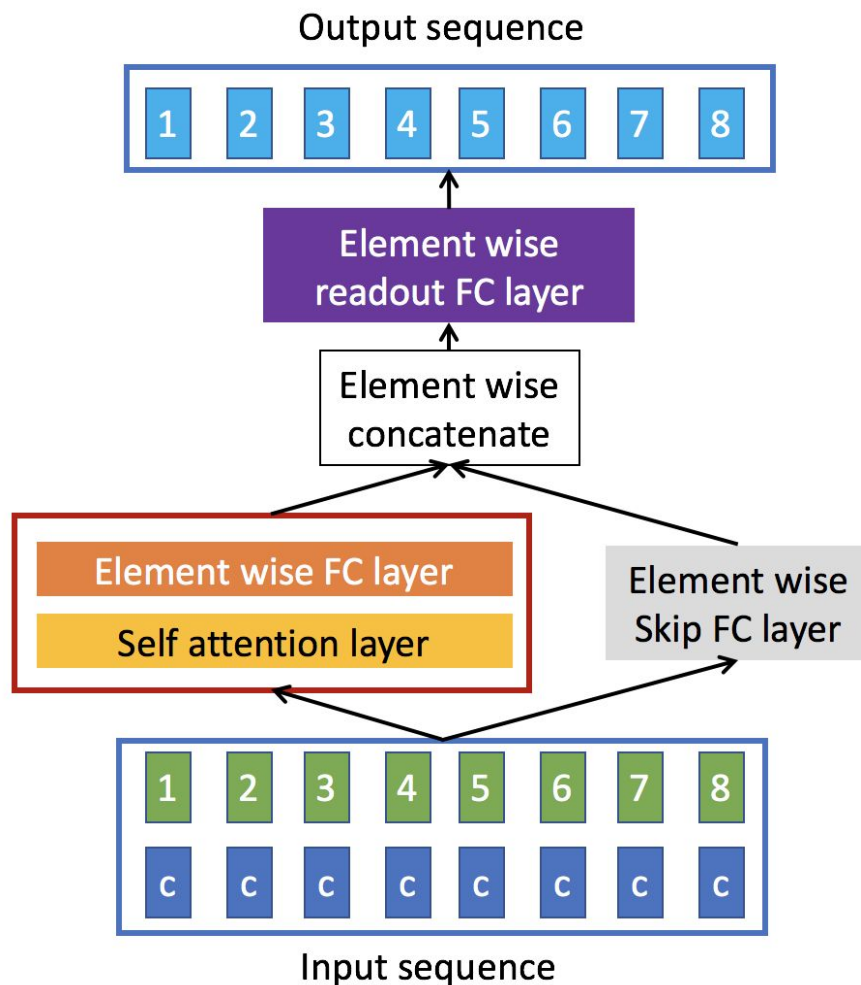 Output sequence
1 2 3 4 5 6 7 8
Element wise
readout FC layer
Element wise
concatenate
Element wise FC layer
Self attention layer
Element wise
Skip FC layer
1 2 3 4 5 6 7 8
c c c c c c c c
Input sequence